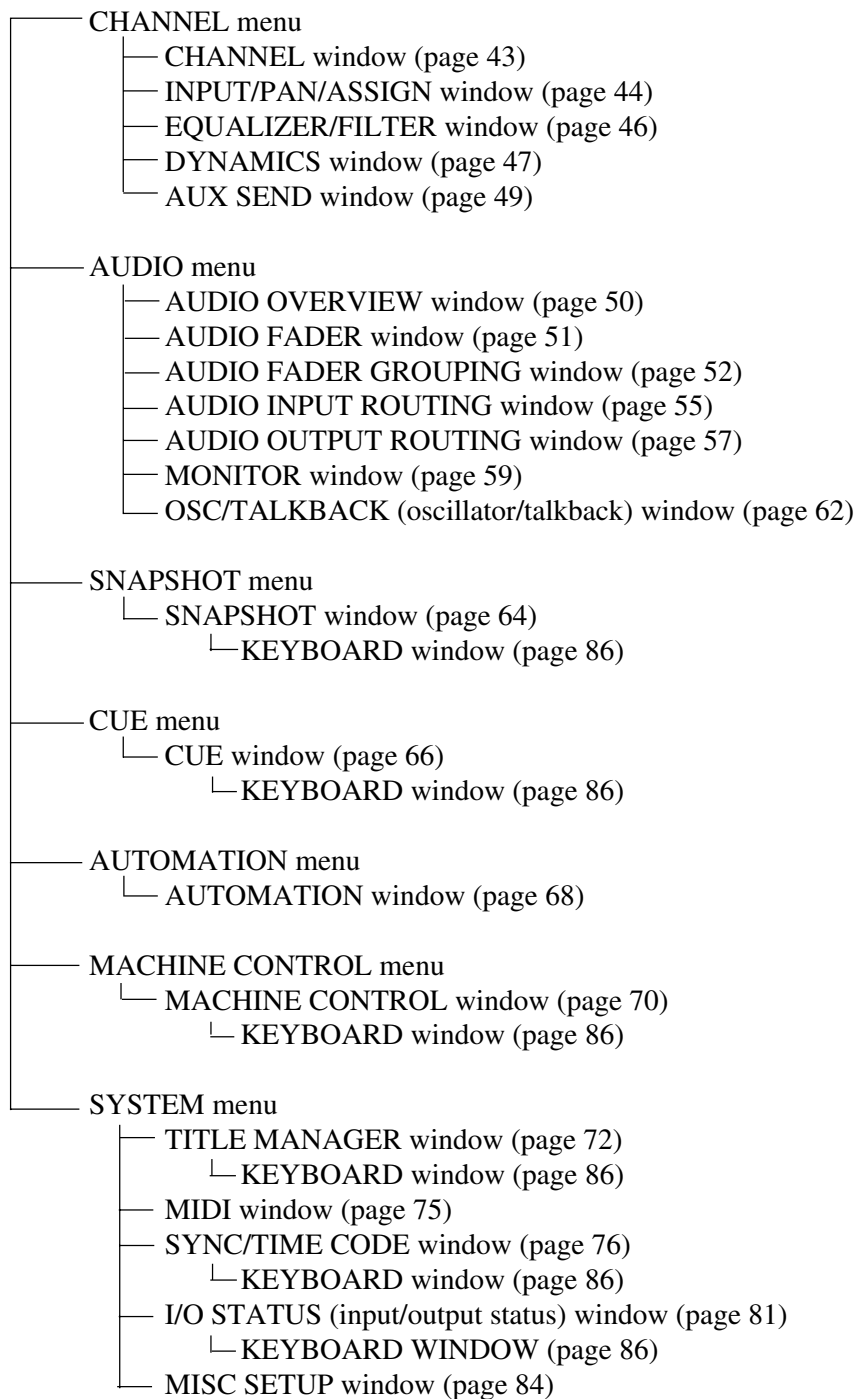 CHANNEL menu
CHANNEL window (page 43)
INPUT/PAN/ASSIGN window (page 44)
EQUALIZER/FILTER window (page 46)
DYNAMICS window (page 47)
AUX SEND window (page 49)
AUDIO menu
AUDIO OVERVIEW window (page 50)
AUDIO FADER window (page 51)
AUDIO FADER GROUPING window (page 52)
AUDIO INPUT ROUTING window (page 55)
AUDIO OUTPUT ROUTING window (page 57)
MONITOR window (page 59)
OSC/TALKBACK (oscillator/talkback) window (page 62)
SNAPSHOT menu
SNAPSHOT window (page 64)
KEYBOARD window (page 86)
CUE menu
CUE window (page 66)
KEYBOARD window (page 86)
AUTOMATION menu
AUTOMATION window (page 68)
MACHINE CONTROL menu
MACHINE CONTROL window (page 70)
KEYBOARD window (page 86)
SYSTEM menu
TITLE MANAGER window (page 72)
KEYBOARD window (page 86)
MIDI window (page 75)
SYNC/TIME CODE window (page 76)
KEYBOARD window (page 86)
I/O STATUS (input/output status) window (page 81)
KEYBOARD WINDOW (page 86)
MISC SETUP window (page 84)